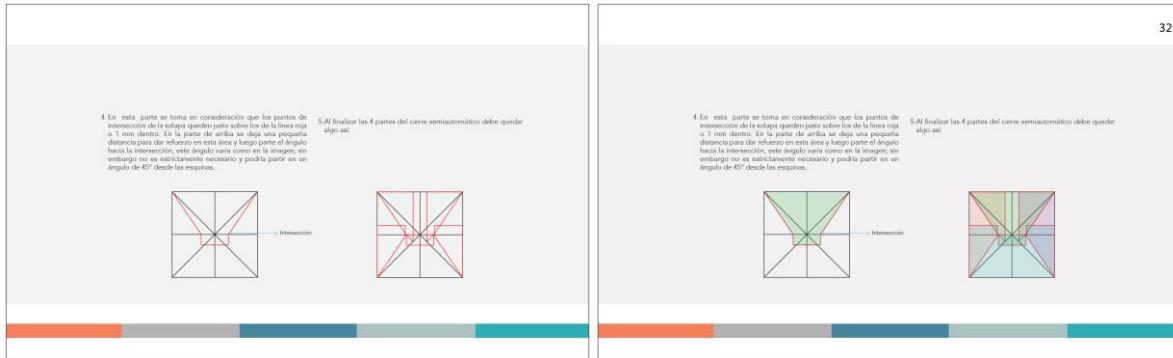 4. En esta parte se toma en consideración que los puntos de
intersección de la solapa queden justo sobre los de la línea roja
o 1 mm dentro. En la parte de arriba se deja una pequeña
distancia para dar refuerzo en esta área y luego parte el ángulo
hacia la intersección, este ángulo varía como en la imagen; sin
embargo no es estrictamente necesario y podría partir en un
ángulo de 45° desde las esquinas..
5.Al finalizar las 4 partes del cierre semiautomático debe quedar
algo así:
Intersección
32
4. En esta parte se toma en consideración que los puntos de
intersección de la solapa queden justo sobre los de la línea roja
o 1 mm dentro. En la parte de arriba se deja una pequeña
distancia para dar refuerzo en esta área y luego parte el ángulo
hacia la intersección, este ángulo varía como en la imagen; sin
embargo no es estrictamente necesario y podría partir en un
ángulo de 45° desde las esquinas..
5.Al finalizar las 4 partes del cierre semiautomático debe quedar
algo así:
Intersección